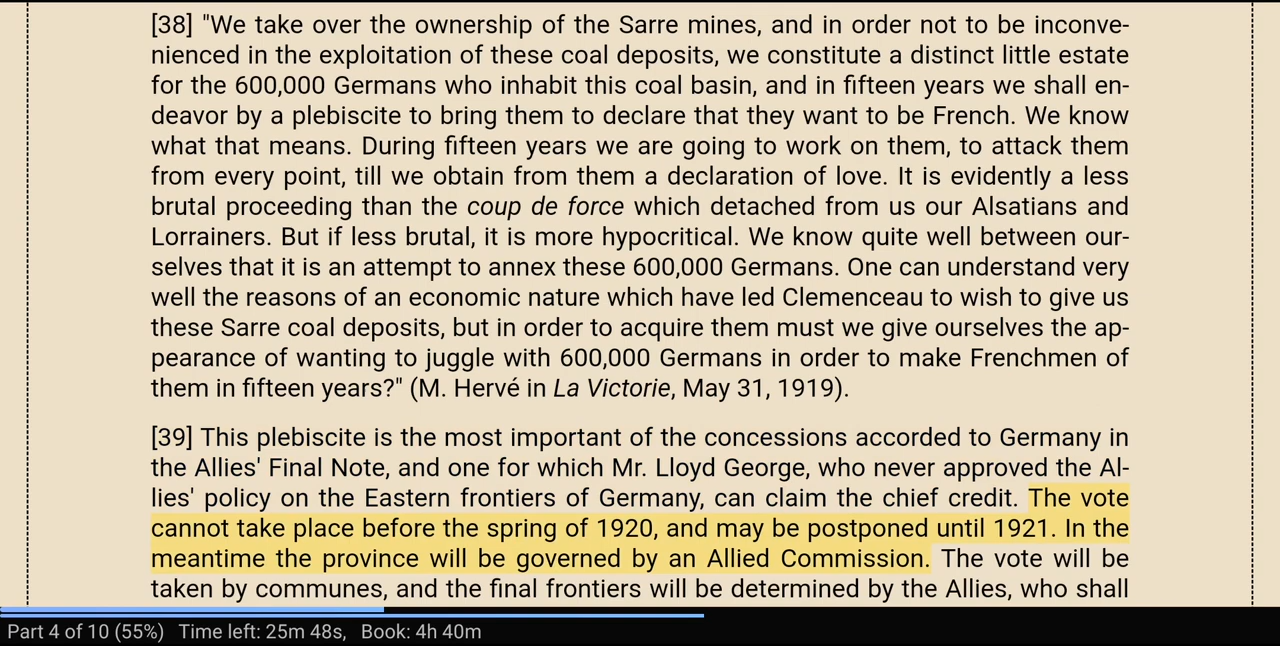 [38] "We take over the ownership of the Sarre mines, and in order not to be inconve-
nienced in the exploitation of these coal deposits, we constitute a distinct little estate
for the 600,000 Germans who inhabit this coal basin, and in fifteen years we shall en-
deavor by a plebiscite to bring them to declare that they want to be French. We know
what that means. During fifteen years we are going to work on them, to attack them
from every point, till we obtain from them a declaration of love. It is evidently a less
brutal proceeding than the coup de force which detached from us our Alsatians and
Lorrainers. But if less brutal, it is more hypocritical. We know quite well between our-
selves that it is an attempt to annex these 600,000 Germans. One can understand very
well the reasons of an economic nature which have led Clemenceau to wish to give us
these Sarre coal deposits, but in order to acquire them must we give ourselves the ap-
pearance of wanting to juggle with 600,000 Germans in order to make Frenchmen of
them in fifteen years?" (M. Hervé in La Victorie, May 31, 1919).
[39] This plebiscite is the most important of the concessions accorded to Germany in
the Allies' Final Note, and one for which Mr. Lloyd George, who never approved the Al-
lies' policy on the Eastern frontiers of Germany, can claim the chief credit. The vote
cannot take place before the spring of 1920, and may be postponed until 1921. In the
meantime the province will be governed by an Allied Commission. The vote will be
taken by communes, and the final frontiers will be determined by the Allies, who shall
Part 4 of 10 (55%) Time left: 25m 48s, Book: 4h 40m